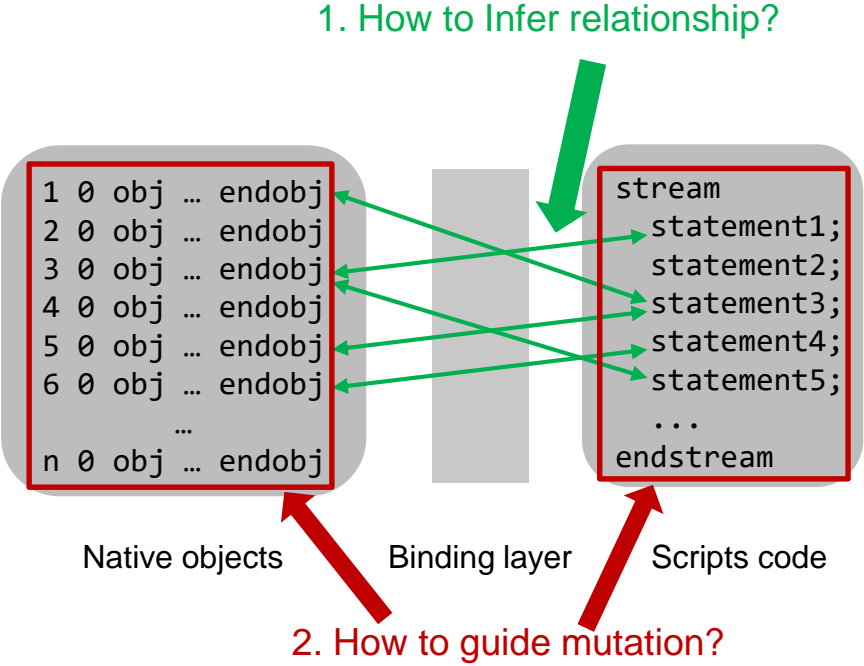 1. How to Infer relationship?
1 0 obj … endobj
2 0 obj … endobj
3 0 obj … endobj
4 0 obj … endobj
5 0 obj … endobj
6 0 obj … endobj
…
n 0 obj … endobj
stream
statement1;
statement2;
statement3;
statement4;
statement5;
...
endstream
Native objects
Binding layer
Scripts code
2. How to guide mutation?